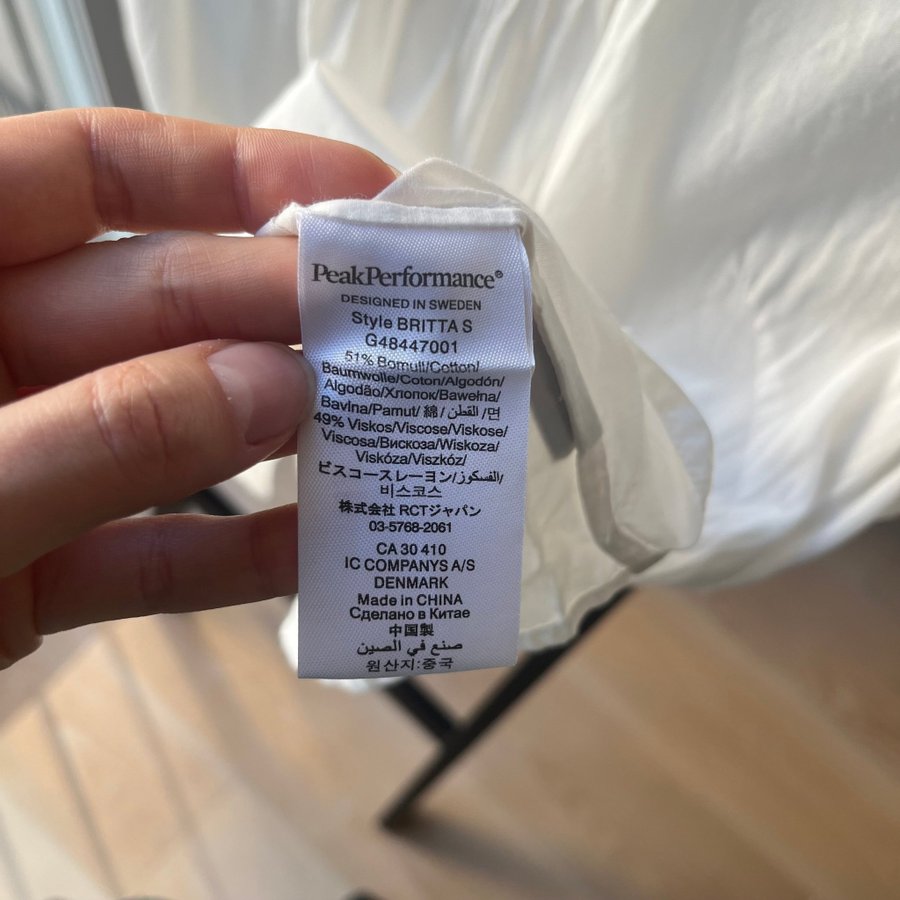 PeakPerformance®
DESIGNED IN SWEDEN
Style BRITTA S
G48447001
51% Bomull/Cotton/
Baumwolle/Coton/Algodón/
Algodão/Хлопок/Bawełna/
Bavlna/Pamut/ 綿 / القطن /면
49% Viskos/Viscose/Viskose/
Viscosa/Вискоза/Wiskoza/
Viskóza/Viszkóz/
ビスコースレーヨン/الفسكوز/
비스코스
株式会社 RCTジャパン
03-5768-2061
CA 30 410
IC COMPANYS A/S
DENMARK
Made in CHINA
Сделано в Китае
中国製
صنع في الصين
원산지:중국